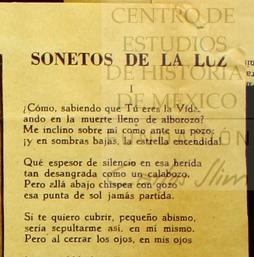 CENTRO DE
ESTUDIOS
DE HISTORIA
DE MÉXICO
SONETOS DE LA LUZ
I
¿Cómo, sabiendo que Tú eres la Vida,
ando en la muerte lleno de alborozo?
Me inclino sobre mí como ante un pozo:
¡y en sombras bajas, la estrella encendida!
Qué espesor de silencio en esa herida
tan desangrada como un calabozo.
Pero allá abajo chispea con gozo
esa punta de sol jamás partida.
Si te quiero cubrir, pequeño abismo,
sería sepultarme así, en mí mismo.
Pero al cerrar los ojos, en mis ojos
Slim